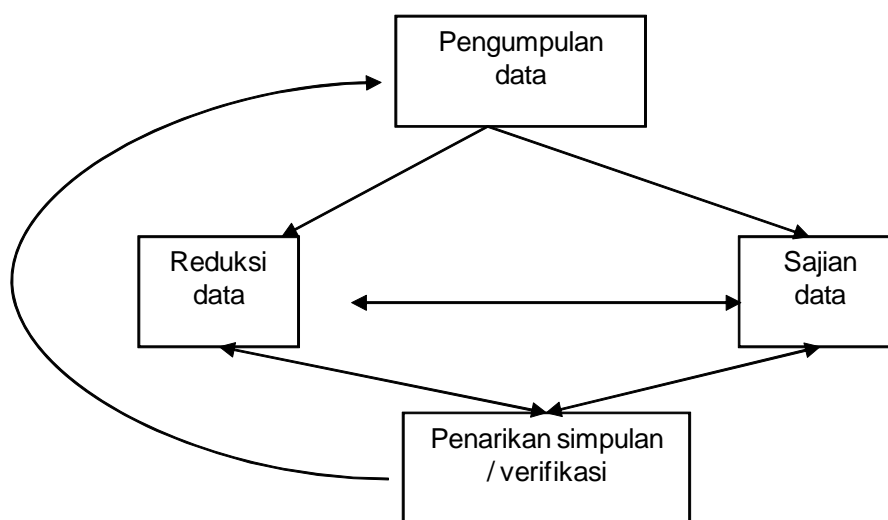 Pengumpulan
data
Reduksi
data
Sajian
data
Penarikan simpulan
/ verifikasi